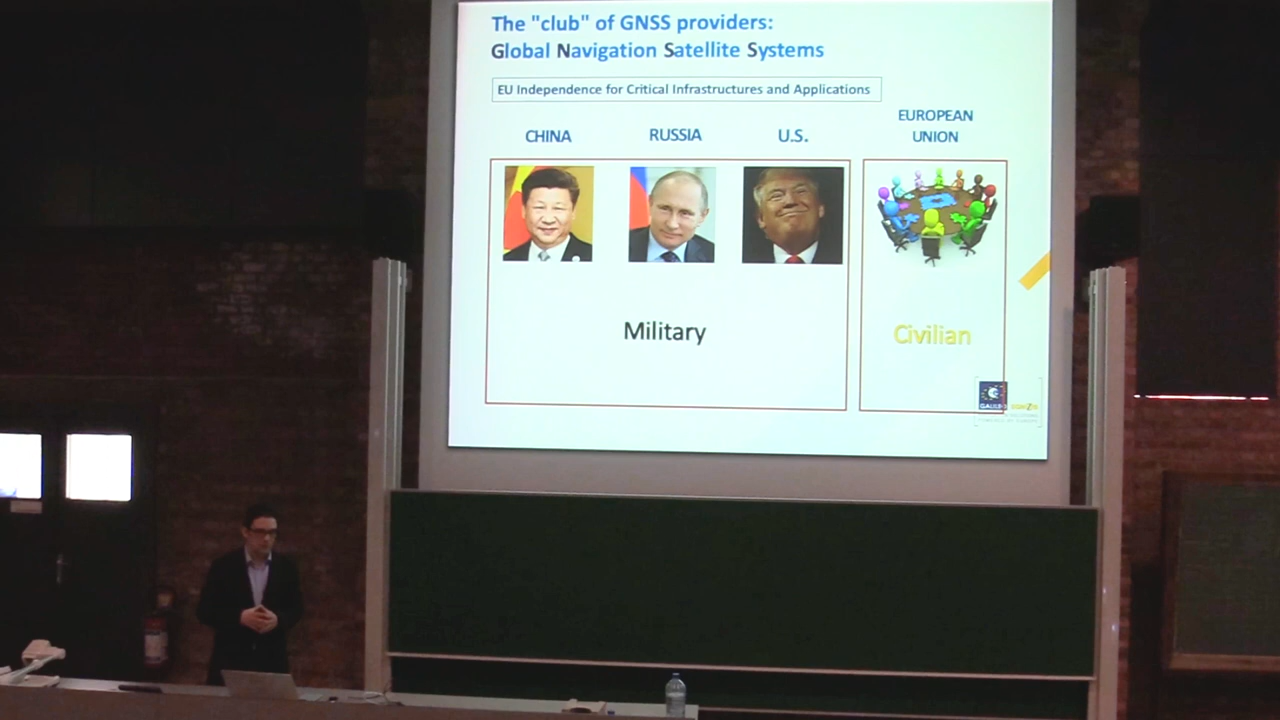 The "club" of GNSS providers:
Global Navigation Satellite Systems
EU Independence for Critical Infrastructures and Applications
CHINA
RUSSIA
U.S.
EUROPEAN
UNION
Military
Civilian